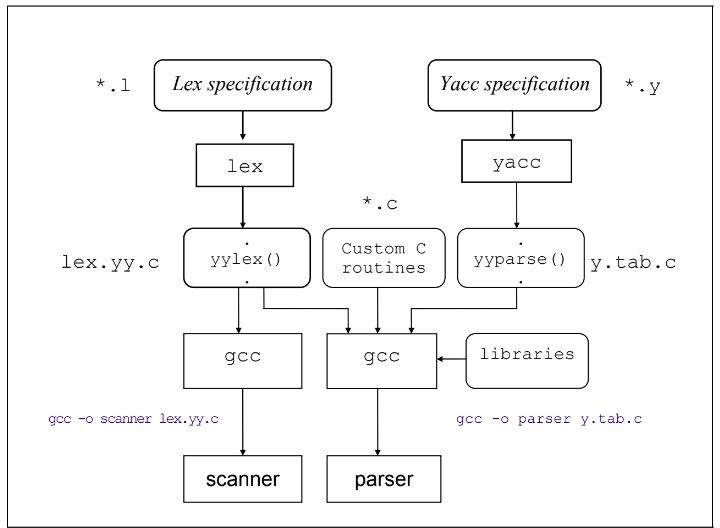 *.l
Lex specification
Yacc specification
*.y
lex
yacc
*.c
lex.yy.c
.
yylex()
.
Custom C
routines
.
yyparse()
.
y.tab.c
gcc
gcc
libraries
gcc -o scanner lex.yy.c
gcc -o parser y.tab.c
scanner
parser